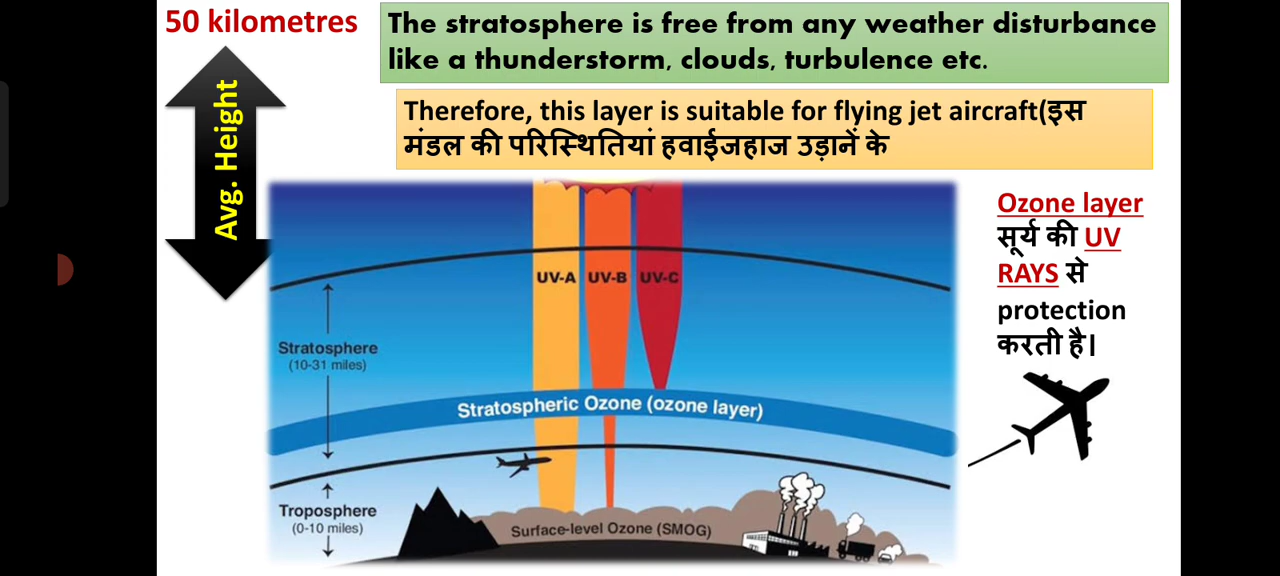 50 kilometres
The stratosphere is free from any weather disturbance
like a thunderstorm, clouds, turbulence etc.
Avg. Height
Therefore, this layer is suitable for flying jet aircraft(इस
मंडल की परिस्थितियां हवाईजहाज उड़ानें के
Ozone layer
सूर्य की UV
RAYS से
protection
करती है।
UV-A UV-B UV-C
Stratosphere
(10-31 miles)
Stratospheric Ozone (ozone layer)
Troposphere
(0-10 miles)
Surface-level Ozone (SMOG)